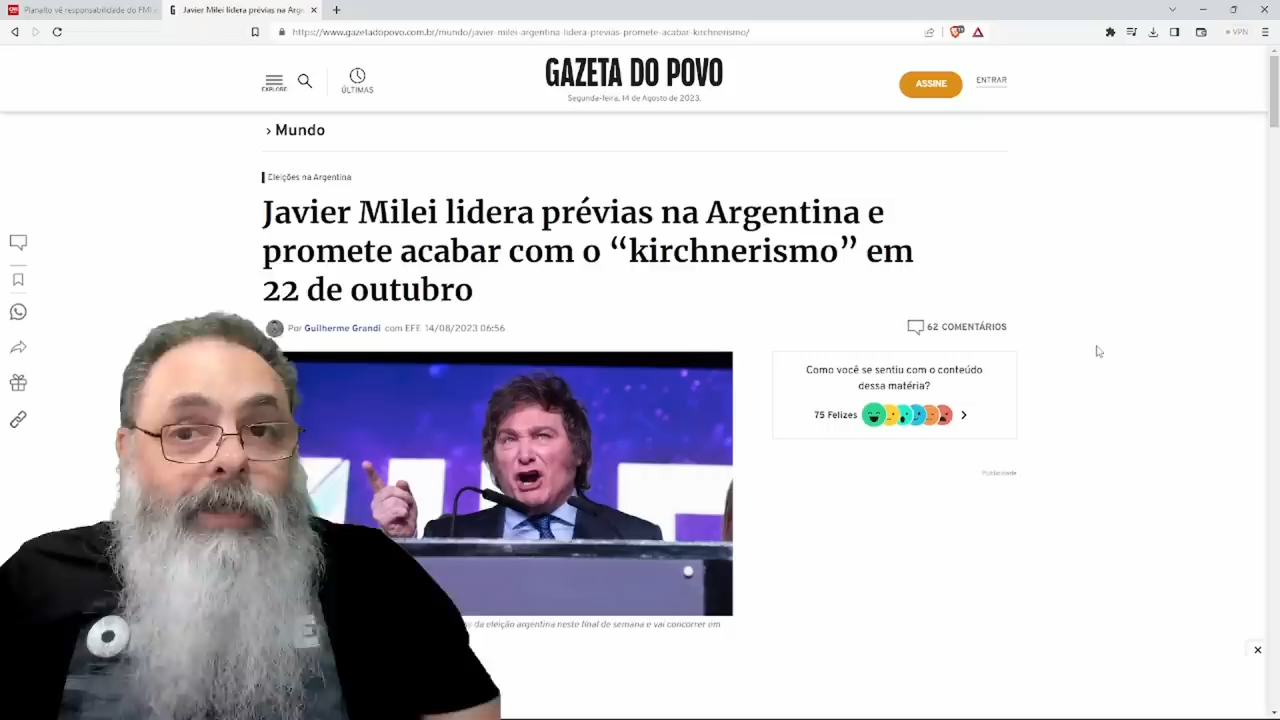 Planalto vê responsabilidade do FMI
Javier Milei lidera prévias na Arge
https://www.gazetadopovo.com.br/mundo/javier-milei-argentina-lidera-previas-promete-acabar-kirchnerismo/
VPN
EXPLORE
ÚLTIMAS
GAZETA DO POVO
Segunda-feira, 14 de Agosto de 2023.
ASSINE
ENTRAR
› Mundo
Eleições na Argentina
Javier Milei lidera prévias na Argentina e
promete acabar com o “kirchnerismo” em
22 de outubro
Por Guilherme Grandi com EFE 14/08/2023 06:56
62 COMENTÁRIOS
Como você se sentiu com o conteúdo
dessa matéria?
75 Felizes
Publicidade
da eleição argentina neste final de semana e vai concorrer em